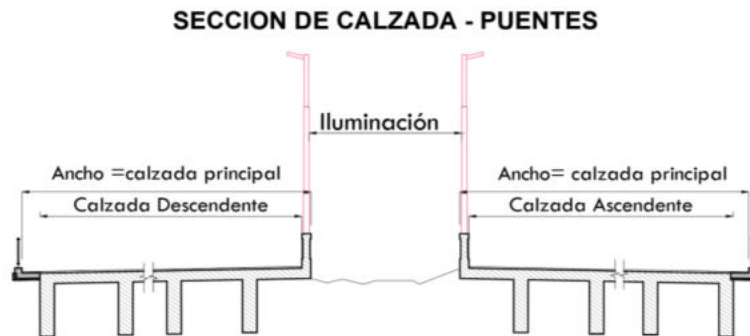 SECCION DE CALZADA - PUENTES
Iluminación
Ancho =calzada principal
Ancho= calzada principal
Calzada Descendente
Calzada Ascendente